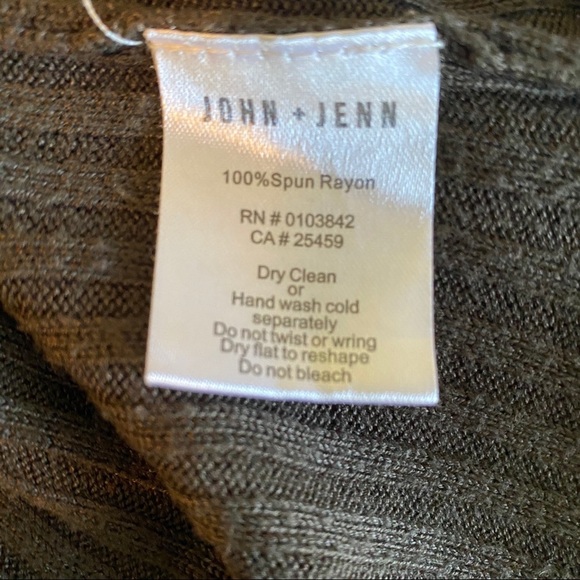 JOHN + JENN
100%Spun Rayon
RN # 0103842
CA # 25459
Dry Clean
or
Hand wash cold
separately
Do not twist or wring
Dry flat to reshape
Do not bleach